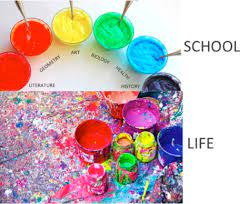 SCHOOL
LITERATURE
GEOMETRY
ART
BIOLOGY
HEALTH
HISTORY
LIFE